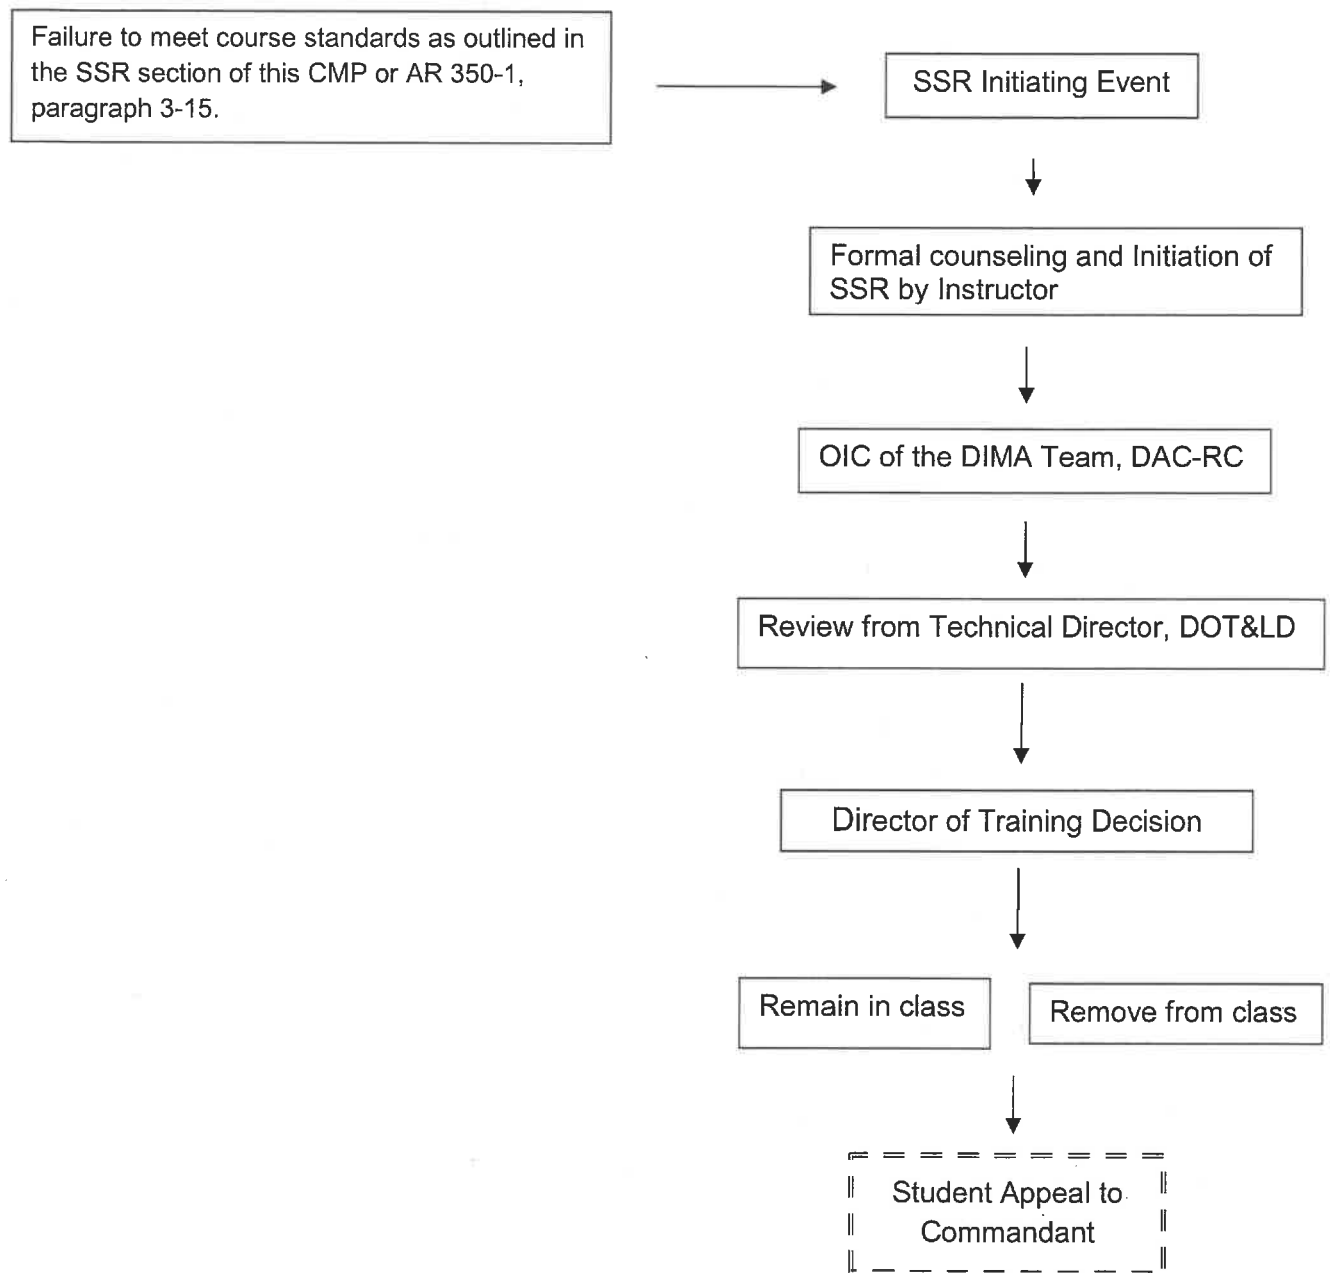 Failure to meet course standards as outlined in
the SSR section of this CMP or AR 350-1,
paragraph 3-15.
SSR Initiating Event
Formal counseling and Initiation of
SSR by Instructor
OIC of the DIMA Team, DAC-RC
Review from Technical Director, DOT&LD
Director of Training Decision
Remain in class
Remove from class
Student Appeal to
Commandant